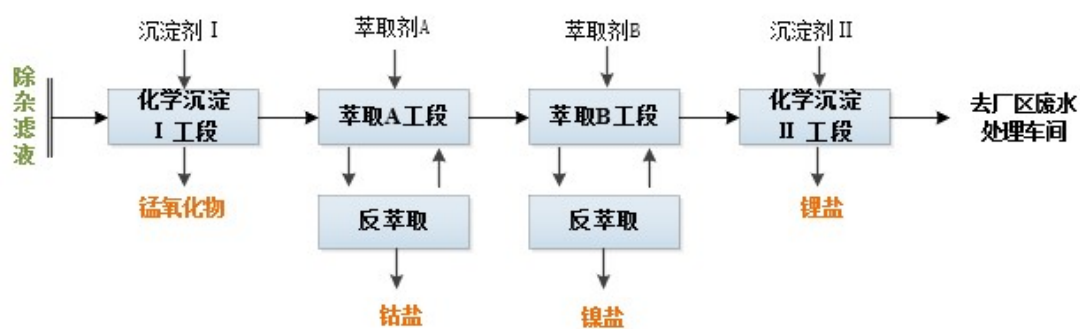 沉淀剂 I
萃取剂A
萃取剂B
沉淀剂 II
除杂滤液
化学沉淀
I 工段
萃取A工段
萃取B工段
化学沉淀
II 工段
去厂区废水
处理车间
锰氧化物
反萃取
反萃取
锂盐
钴盐
镍盐